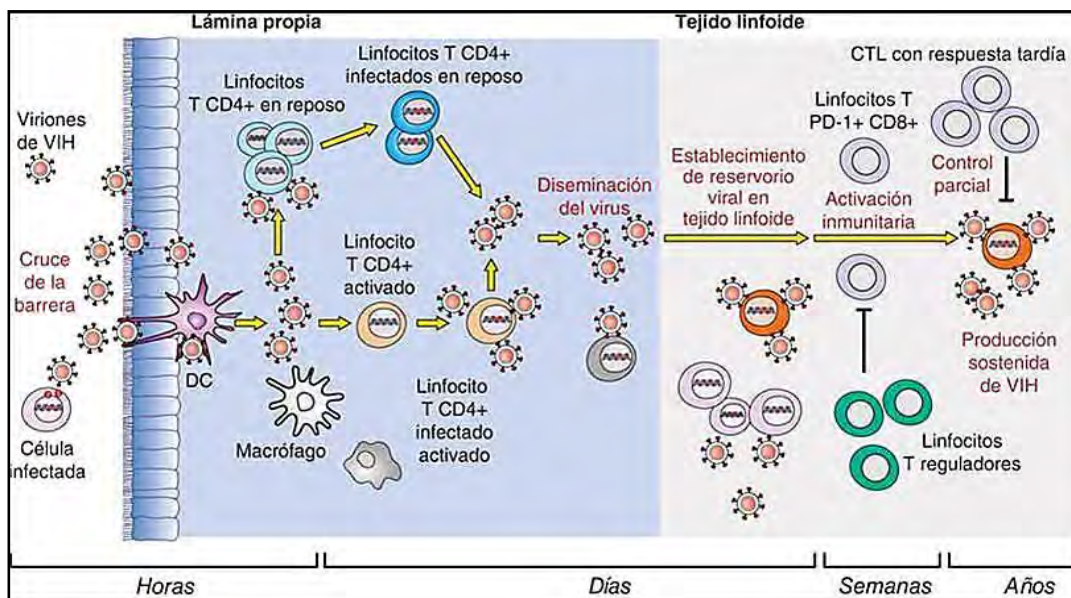 Lámina propia
Tejido linfoide
Viriones
de VIH
Cruce de la
barrera
Célula
infectada
DC
Linfocitos
T CD4+ en reposo
Linfocitos T CD4+
infectados en reposo
Linfocito
T CD4+
activado
Macrófago
Linfocito
T CD4+
infectado
activado
Diseminación
del virus
Establecimiento
de reservorio
viral en
tejido linfoide
Linfocitos T
PD-1+ CD8+
Activación
inmunitaria
CTL con respuesta tardía
Control
parcial
Producción
sostenida
de VIH
Linfocitos
T reguladores
Horas
Días
Semanas
Años